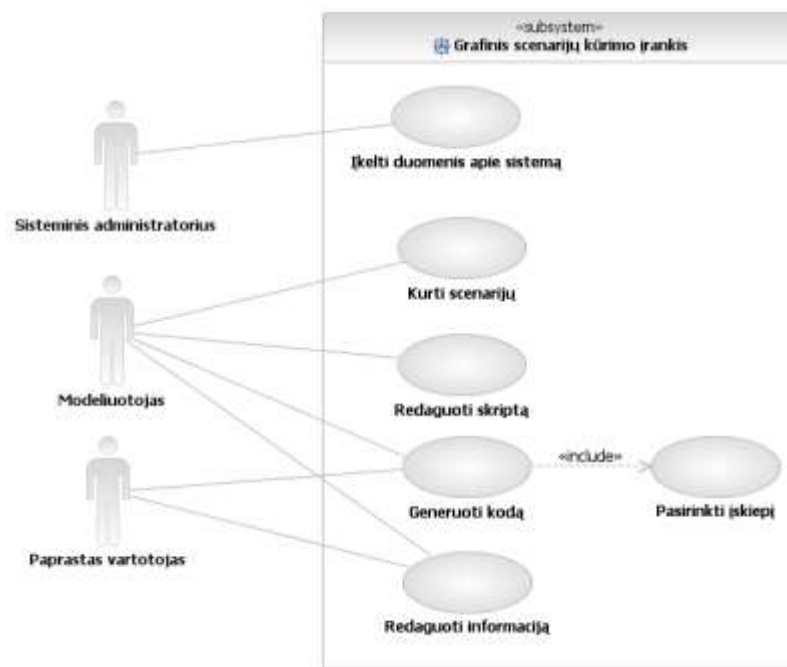 «subsystem»
Grafinis scenarijų kūrimo įrankis
Įkelti duomenis apie sistemą
Sisteminis administratorius
Kurti scenarijų
Modeliuotojas
Redaguoti skriptą
«include»
Generuoti kodą
Pasirinkti įskiepį
Paprastas vartotojas
Redaguoti informaciją